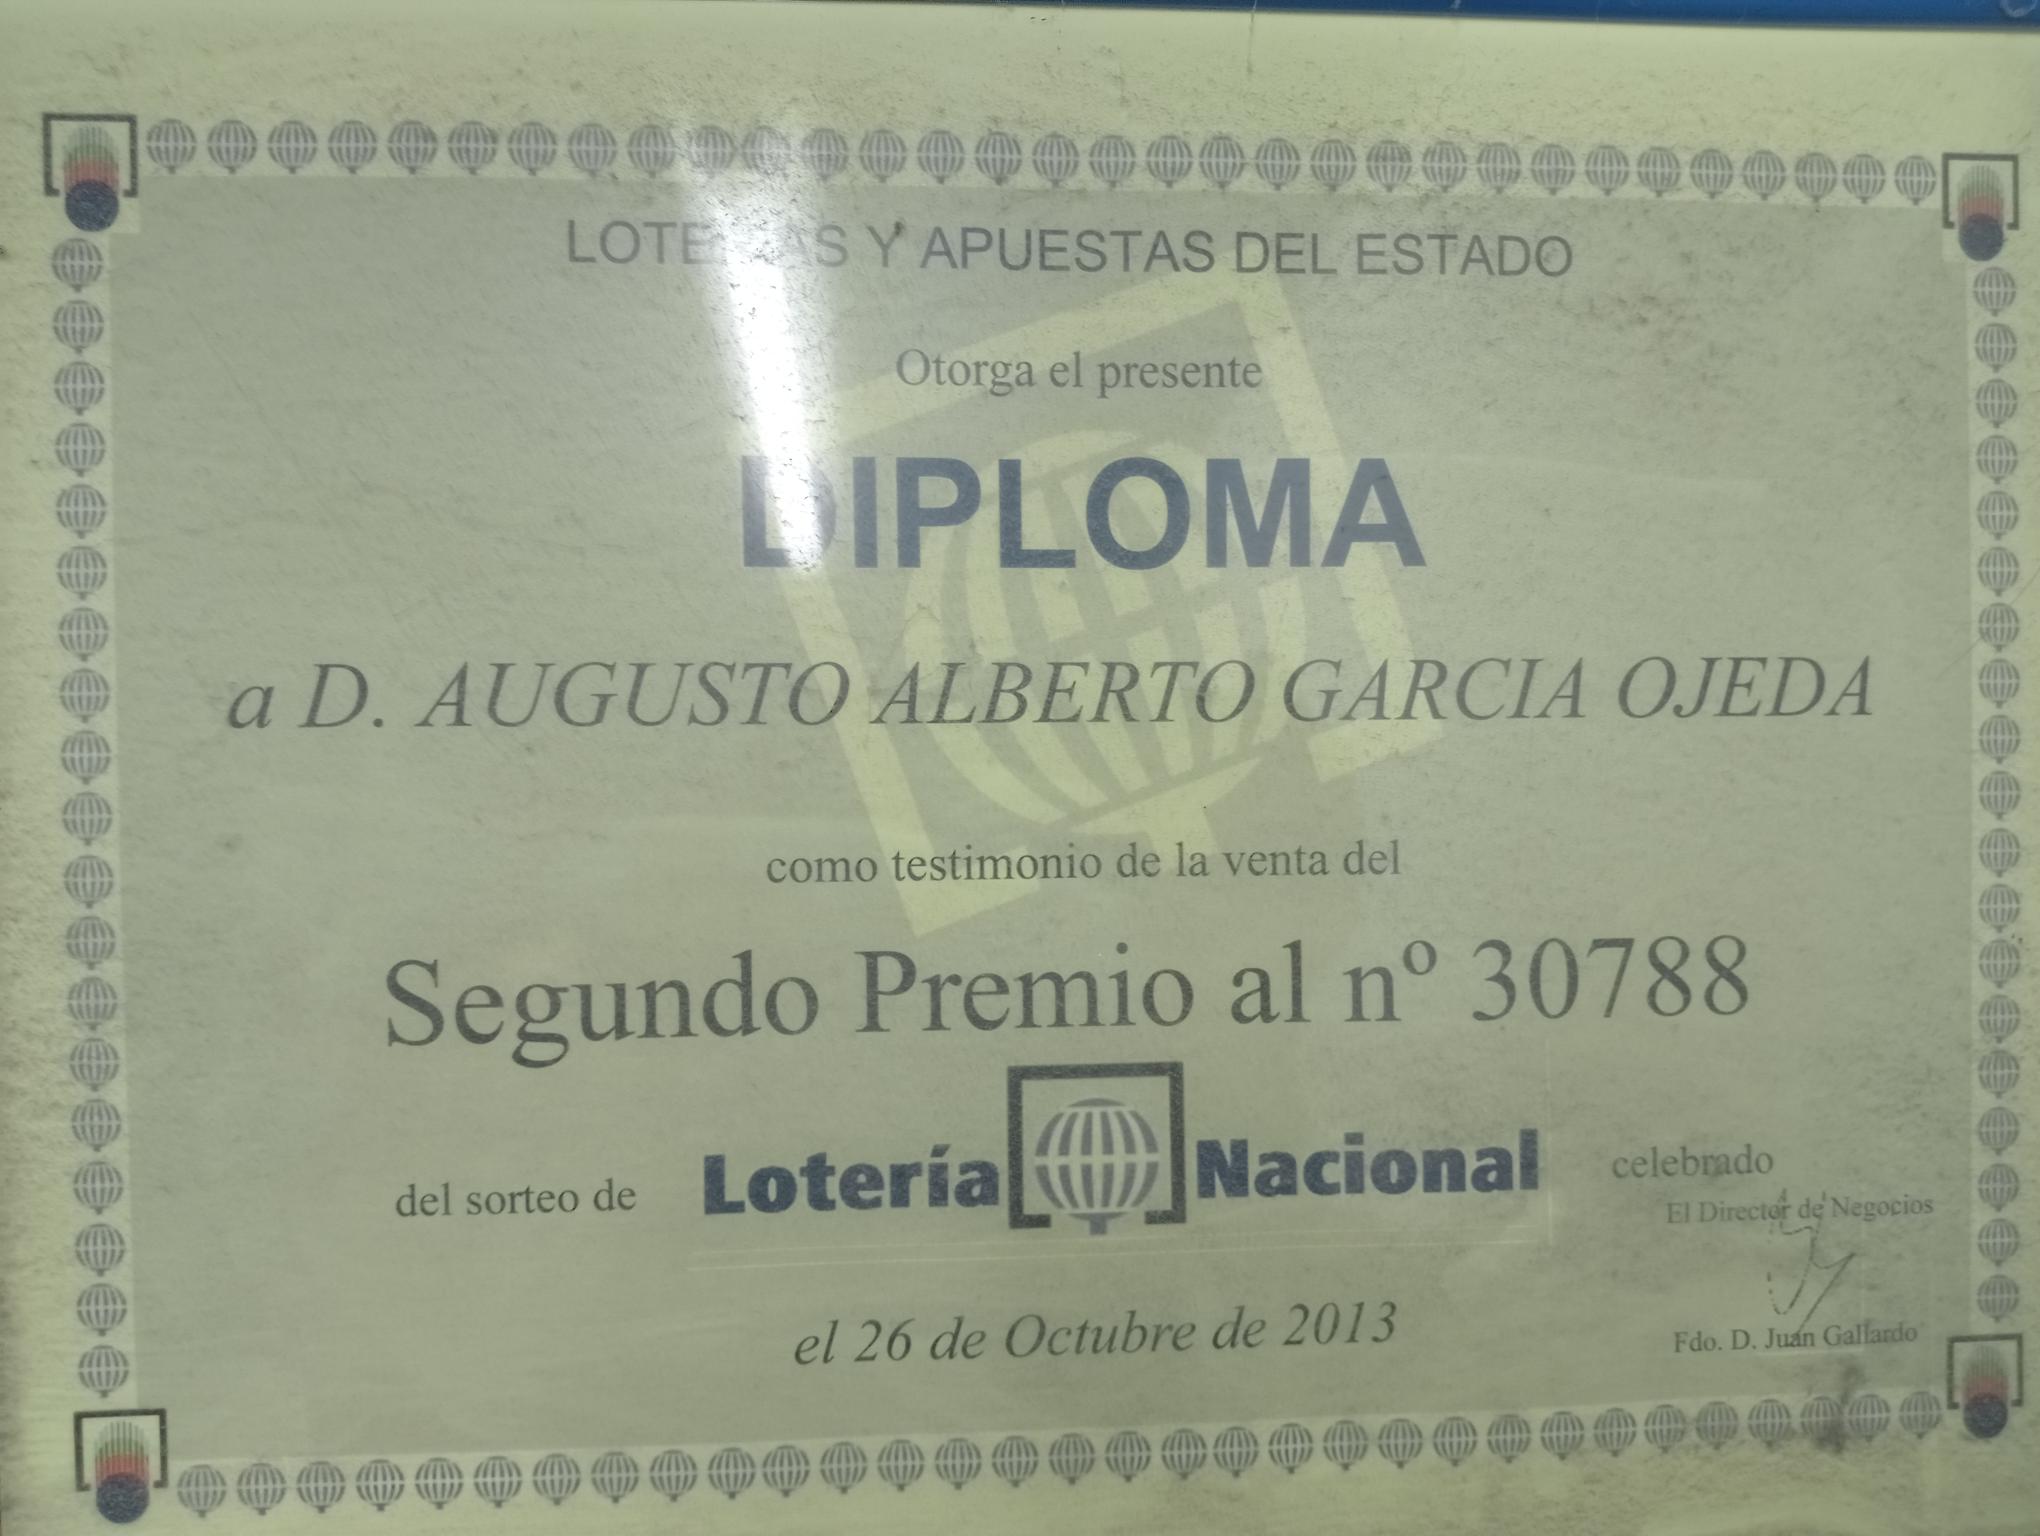 LOTERIAS Y APUESTAS DEL ESTADO
Otorga el presente
DIPLOMA
a D. AUGUSTO ALBERTO GARCIA OJEDA
como testimonio de la venta del
Segundo Premio al nº 30788
del sorteo de Lotería Nacional celebrado
El Director de Negocios
el 26 de Octubre de 2013
Fdo. D. Juan Gallardo